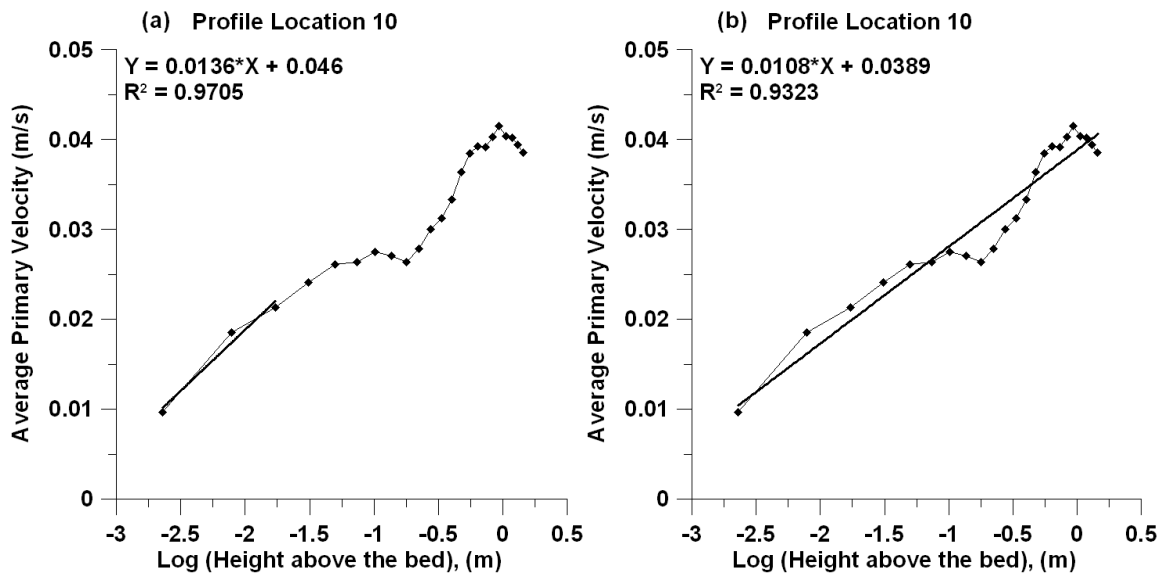 (a) Profile Location 10
Y = 0.0136*X + 0.046
R² = 0.9705
Average Primary Velocity (m/s)
0.05
0.04
0.03
0.02
0.01
0
-3 -2.5 -2 -1.5 -1 -0.5 0 0.5
Log (Height above the bed), (m)
(b) Profile Location 10
Y = 0.0108*X + 0.0389
R² = 0.9323
Average Primary Velocity (m/s)
0.05
0.04
0.03
0.02
0.01
0
-3 -2.5 -2 -1.5 -1 -0.5 0 0.5
Log (Height above the bed), (m)